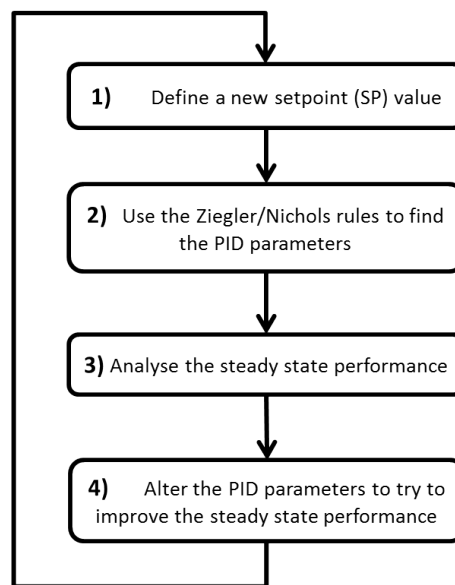 1) Define a new setpoint (SP) value
2) Use the Ziegler/Nichols rules to find
the PID parameters
3) Analyse the steady state performance
4) Alter the PID parameters to try to
improve the steady state performance